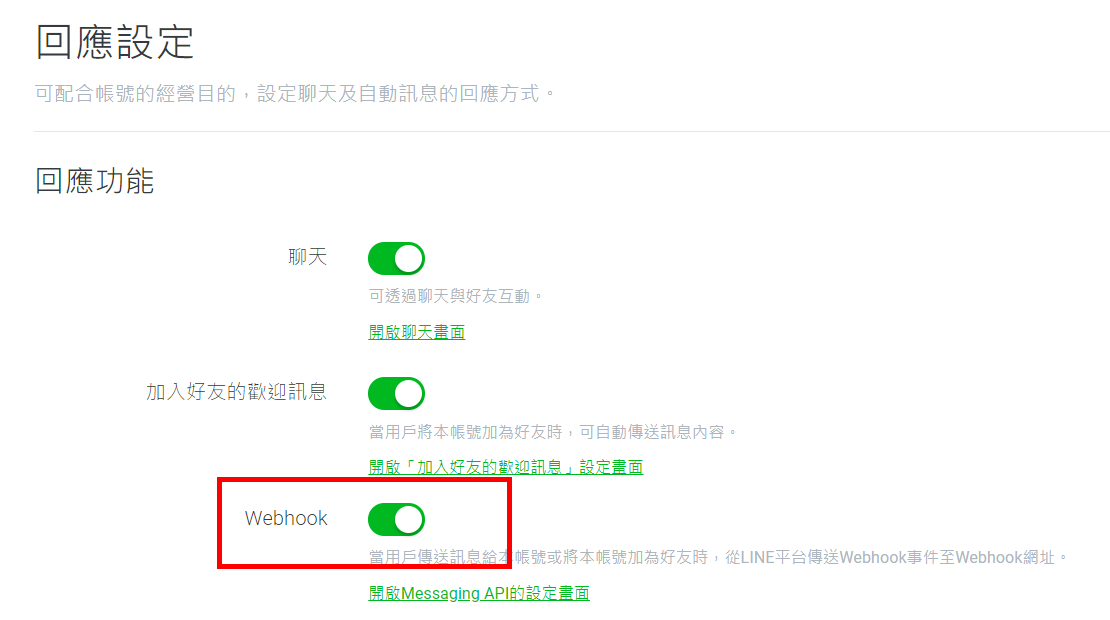 回應設定
可配合帳號的經營目的，設定聊天及自動訊息的回應方式。
回應功能
聊天
可透過聊天與好友互動。
開啟聊天畫面
加入好友的歡迎訊息
當用戶將本帳號加為好友時，可自動傳送訊息內容。
開啟「加入好友的歡迎訊息」設定畫面
Webhook
當用戶傳送訊息給本帳號或將本帳號加為好友時，從LINE平台傳送Webhook事件至Webhook網址。
開啟Messaging API的設定畫面